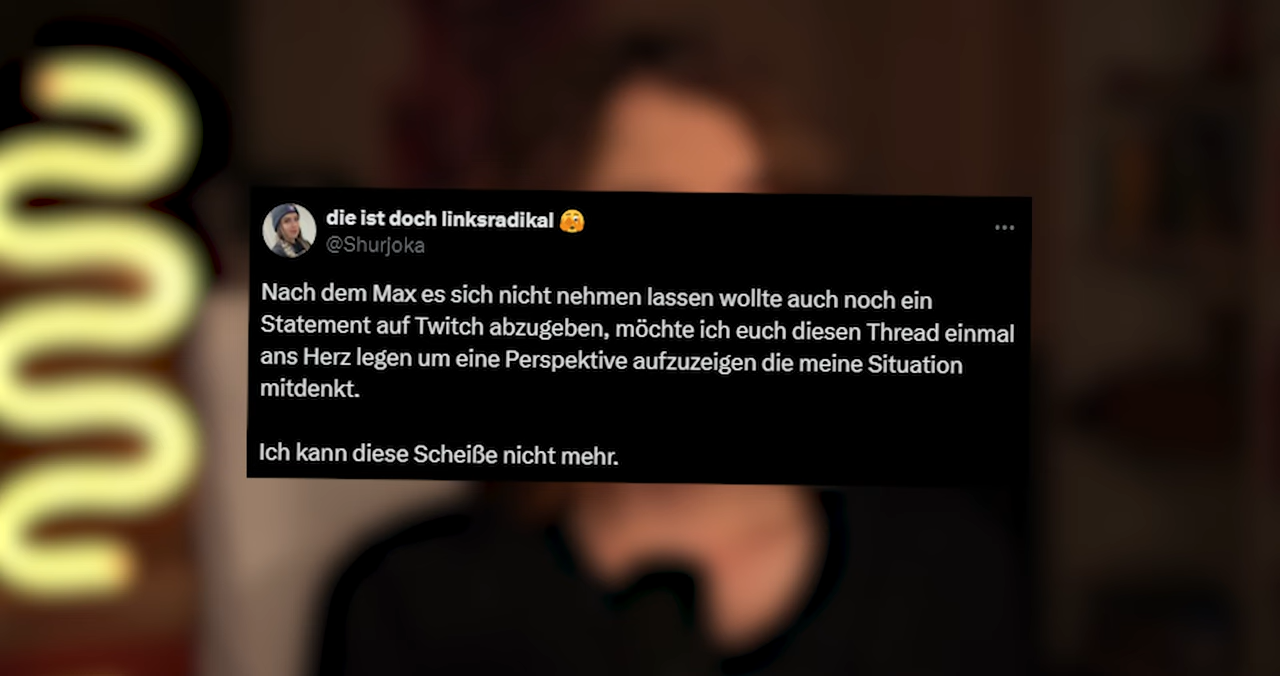 die ist doch linksradikal 🫣
@Shurjoka
Nach dem Max es sich nicht nehmen lassen wollte auch noch ein
Statement auf Twitch abzugeben, möchte ich euch diesen Thread einmal
ans Herz legen um eine Perspektive aufzuzeigen die meine Situation
mitdenkt.
Ich kann diese Scheiße nicht mehr.